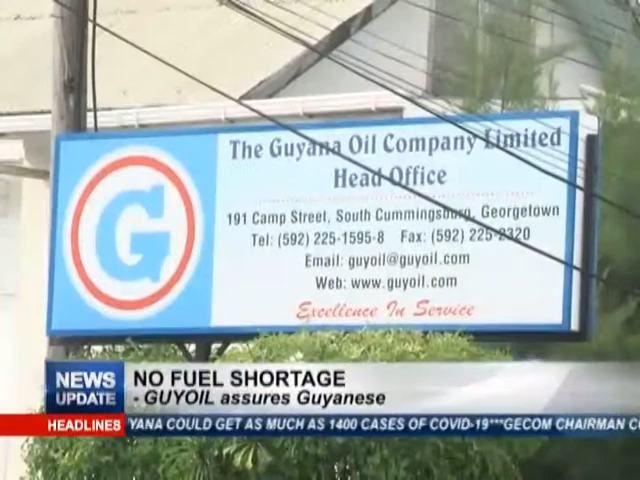 The Guyana Oil Company Limited
Head Office
191 Camp Street, South Cummingsburg, Georgetown
Tel: (592) 225-1595-8 Fax: (592) 225-2320
Email: guyoil@guyoil.com
Web: www.guyoil.com
Excellence In Service
G
NEWS UPDATE
NO FUEL SHORTAGE
- GUYOIL assures Guyanese
HEADLINES
YANA COULD GET AS MUCH AS 1400 CASES OF COVID-19***GECOM CHAIRMAN CO